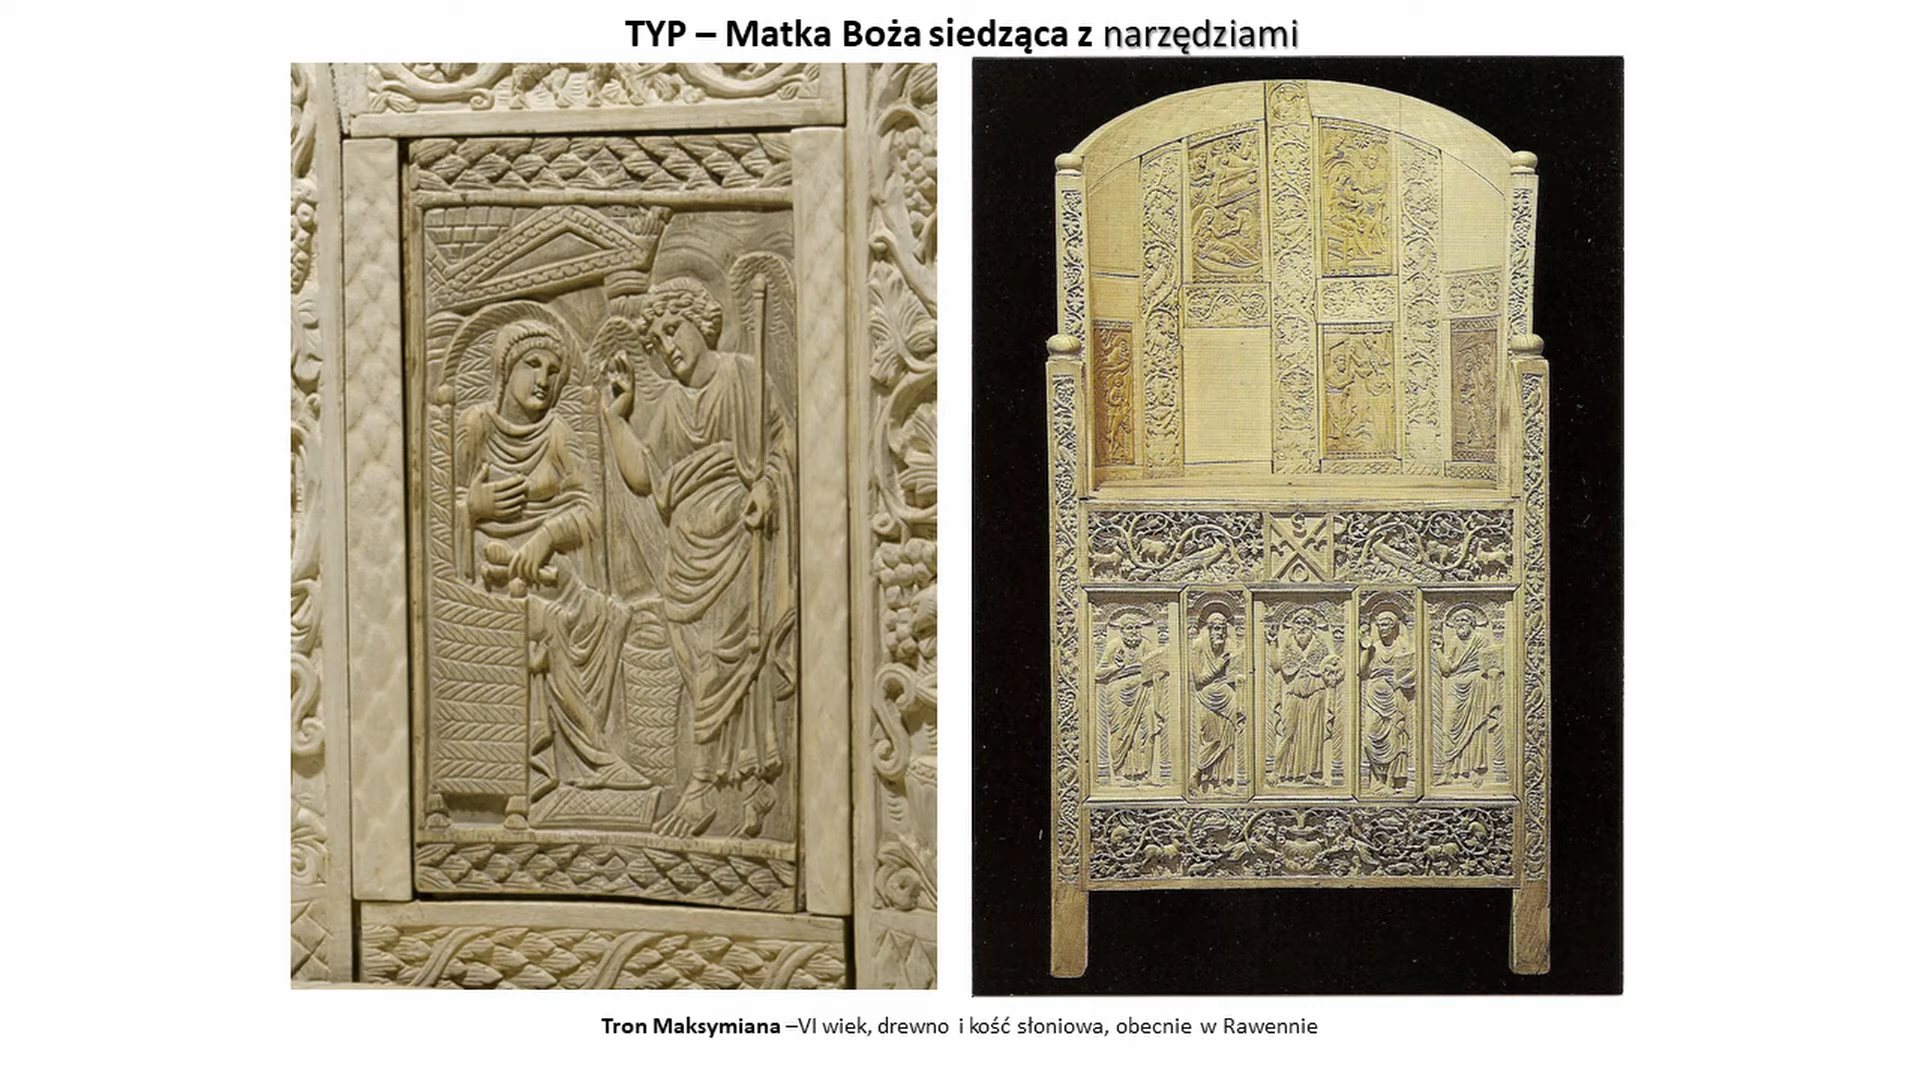 TYP – Matka Boża siedząca z narzędziami
Tron Maksymiana –VI wiek, drewno i kość słoniowa, obecnie w Rawennie